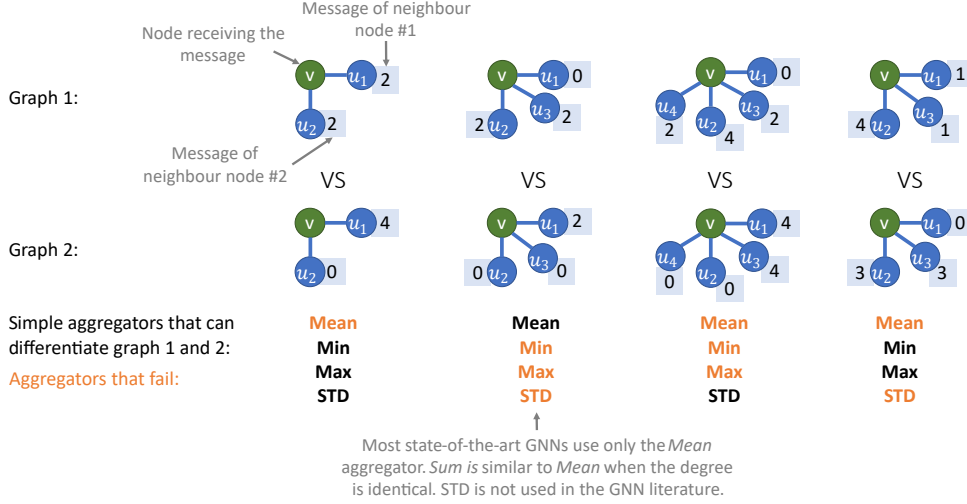 Message of neighbour
node #1
Node receiving the
message
Graph 1:
v u₁ 2
u₂ 2
v u₁ 0
u₃ 2
2 u₂
v u₁ 0
u₄ u₃ 2
2 u₂
4
v u₁ 1
u₃
4 u₂ 1
Message of
neighbour node #2
VS VS VS VS
Graph 2:
v u₁ 4
u₂ 0
v u₁ 2
u₃
0 u₂ 0
v u₁ 4
u₄ u₃ 4
0 u₂
0
v u₁ 0
u₃
3 u₂ 3
Simple aggregators that can
differentiate graph 1 and 2:
Aggregators that fail:
Mean Mean Mean Mean
Min Min Min Min
Max Max Max Max
STD STD STD STD
Most state-of-the-art GNNs use only the Mean
aggregator. Sum is similar to Mean when the degree
is identical. STD is not used in the GNN literature.